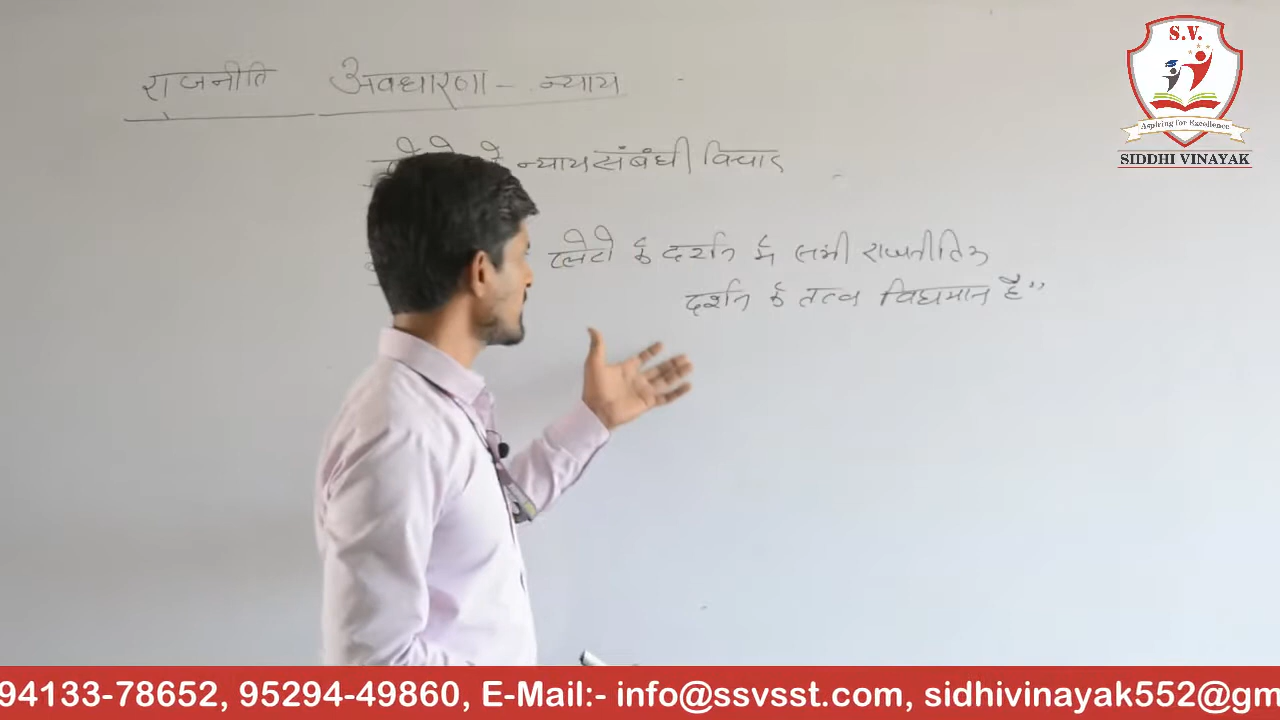 राजनीति अवधारणा - न्याय
न्याय संबंधी विचार
प्लेटो के दर्शन में सभी राजनीतिक
दर्शन के तत्व विद्यमान है”
S.V.
Aspiring for Excellence
SIDDHI VINAYAK
94133-78652, 95294-49860, E-Mail:- info@ssvsst.com, sidhivinayak552@gm